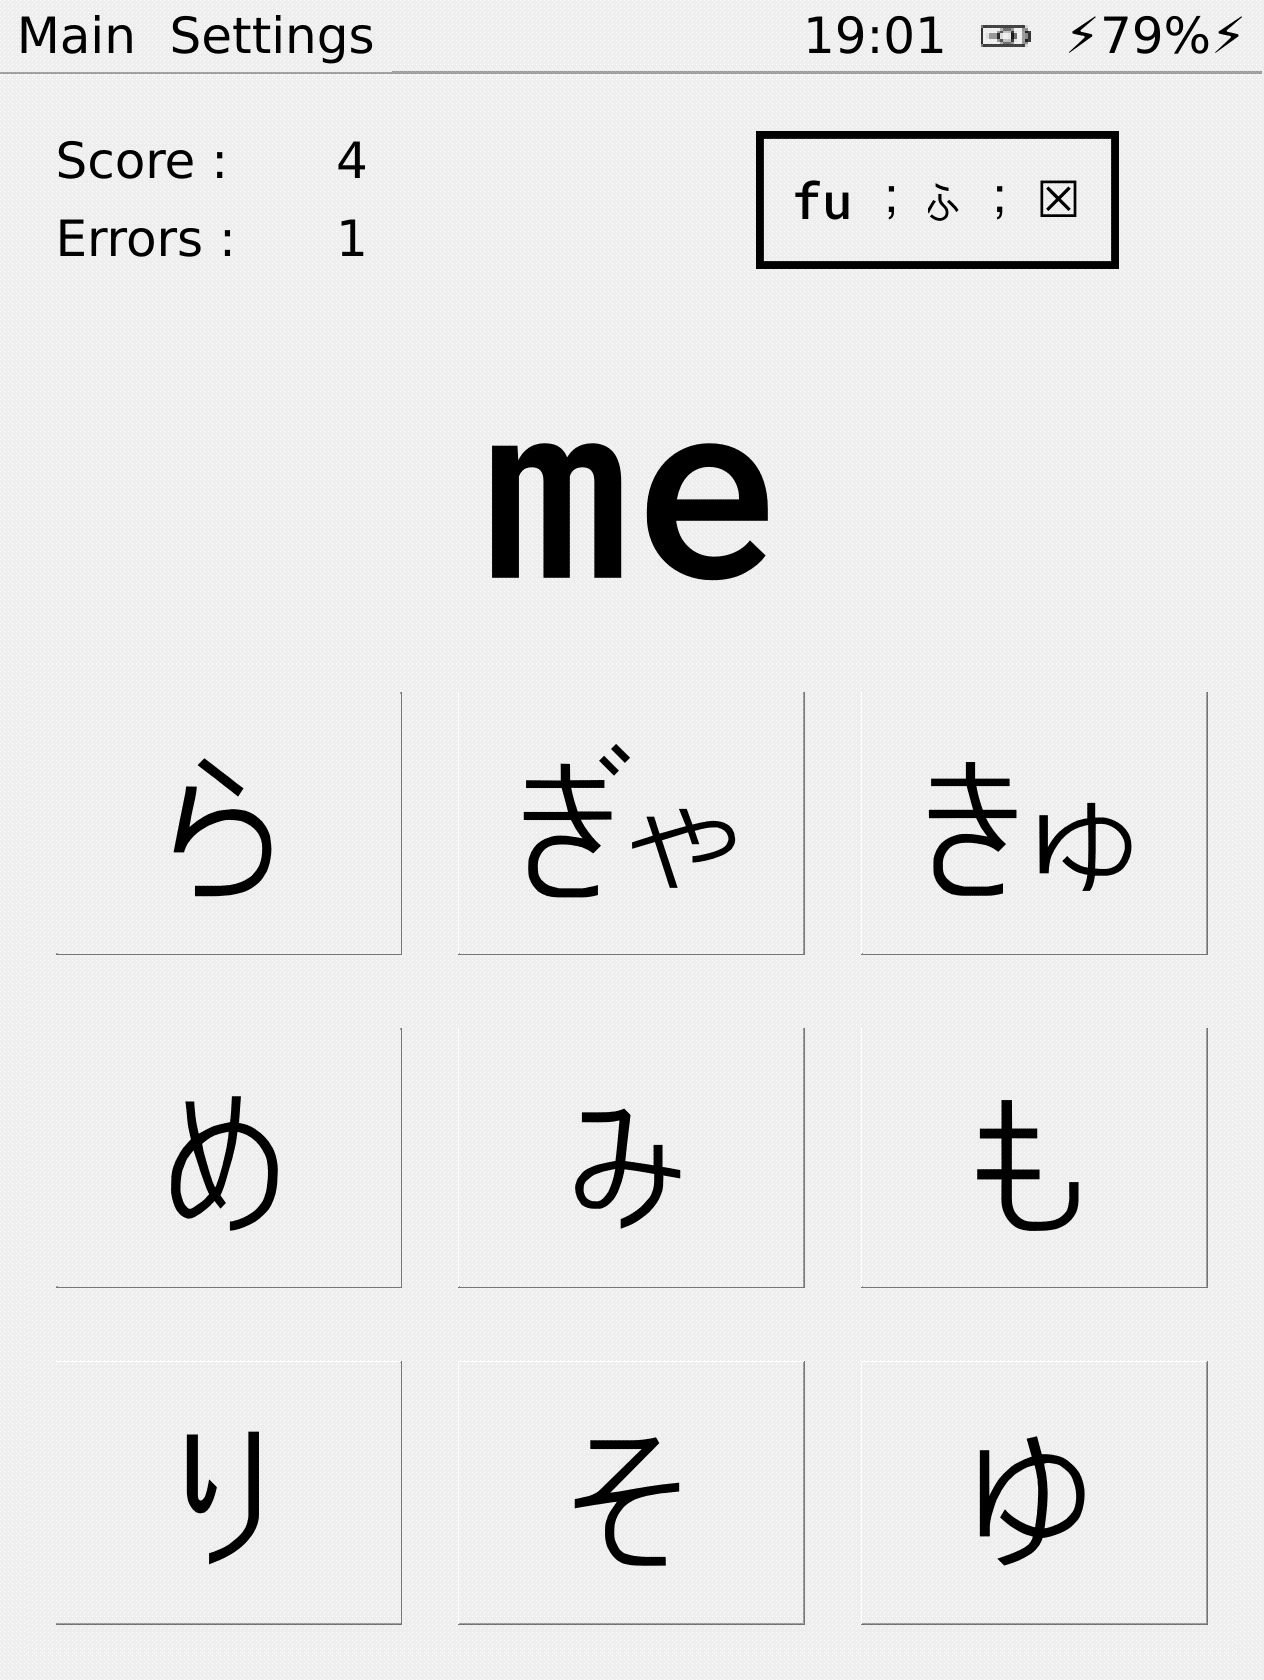 Main Settings 19:01 ⚡79%⚡
Score : 4
Errors : 1
fu ; ふ ; ☒
me
ら ぎゃ きゅ
め み も
り そ ゆ